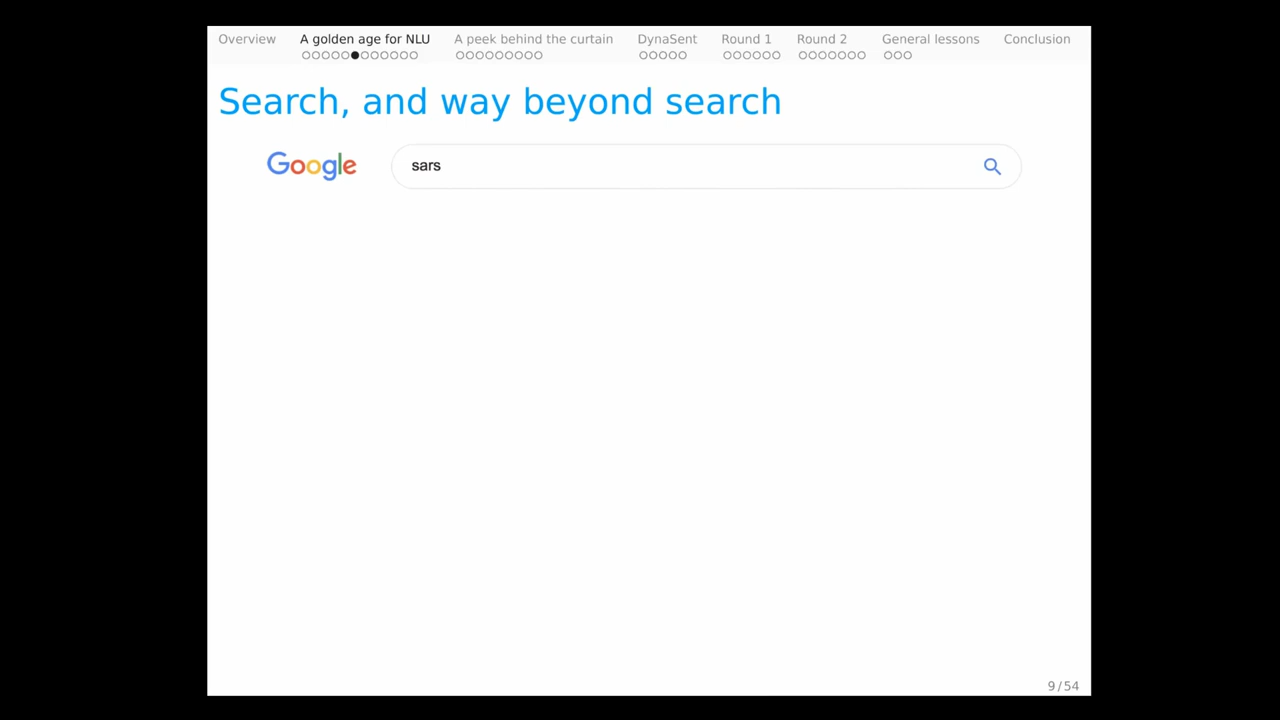 Overview A golden age for NLU A peek behind the curtain DynaSent Round 1 Round 2 General lessons Conclusion
Search, and way beyond search
Google sars
9/54